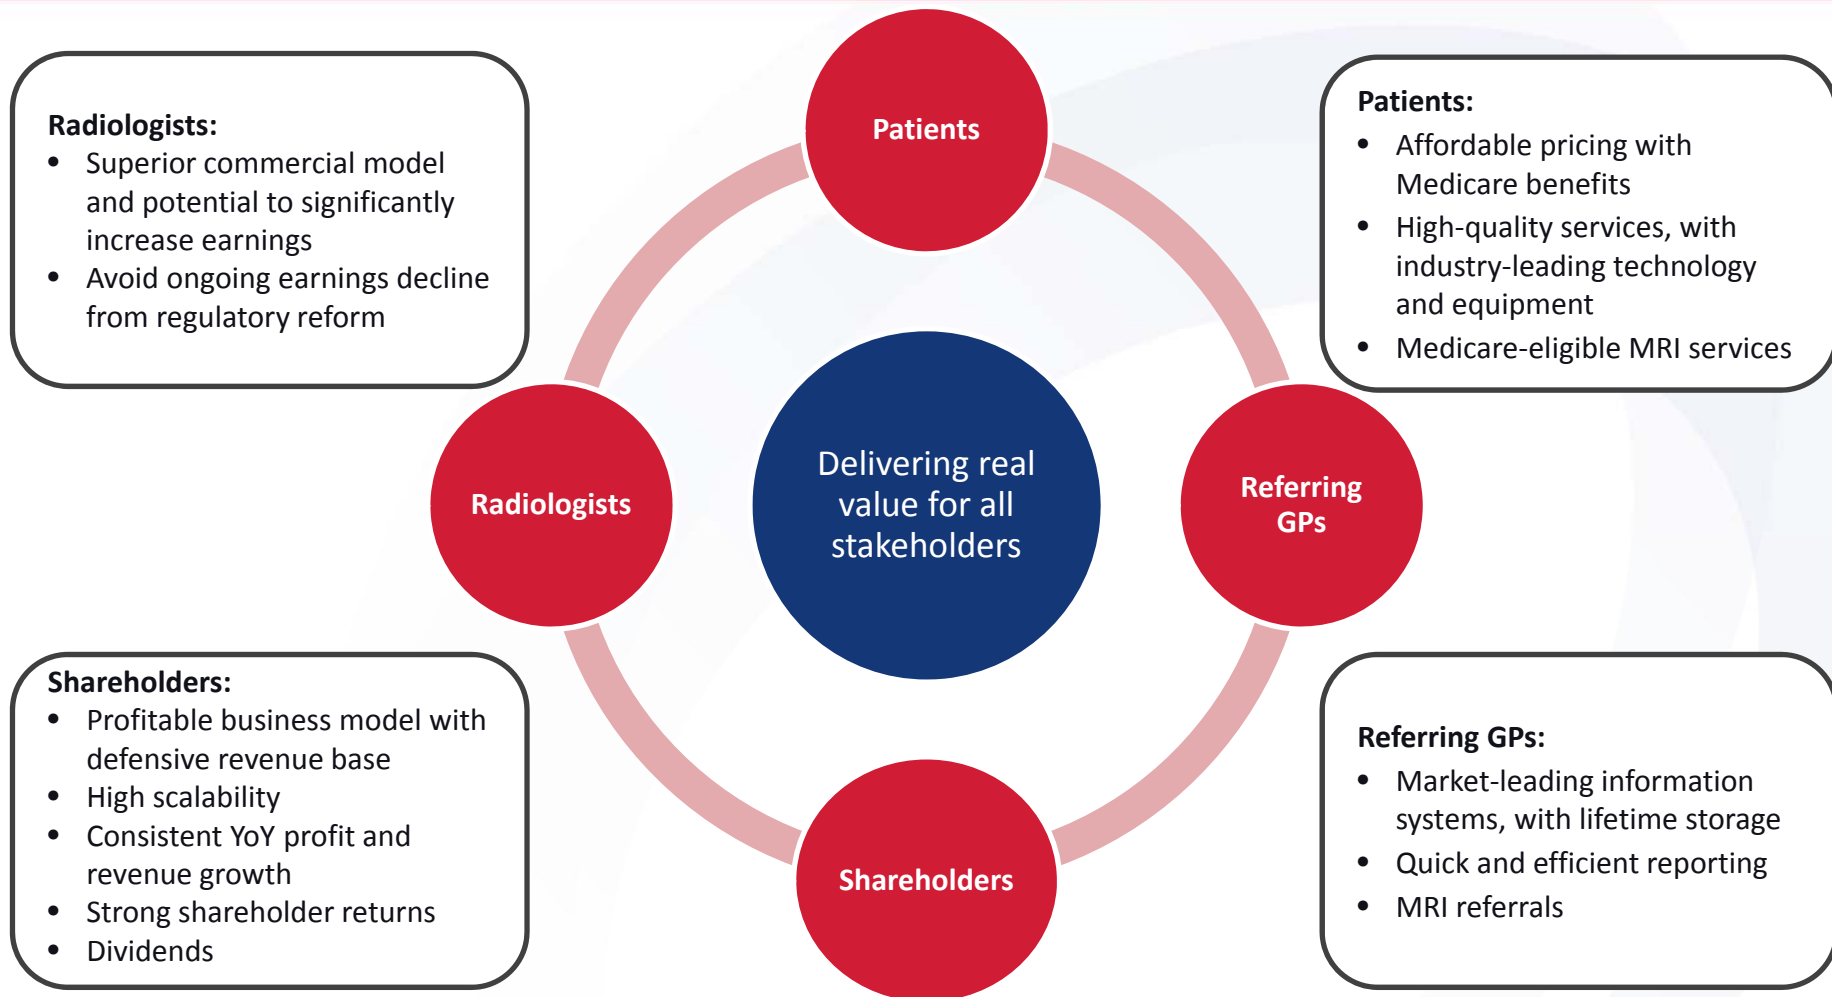 Radiologists:
• Superior commercial model
and potential to significantly
increase earnings
• Avoid ongoing earnings decline
from regulatory reform
Patients
Patients:
• Affordable pricing with
Medicare benefits
• High-quality services, with
industry-leading technology
and equipment
• Medicare-eligible MRI services
Radiologists
Delivering real
value for all
stakeholders
Referring
GPs
Shareholders:
• Profitable business model with
defensive revenue base
• High scalability
• Consistent YoY profit and
revenue growth
• Strong shareholder returns
• Dividends
Shareholders
Referring GPs:
• Market-leading information
systems, with lifetime storage
• Quick and efficient reporting
• MRI referrals